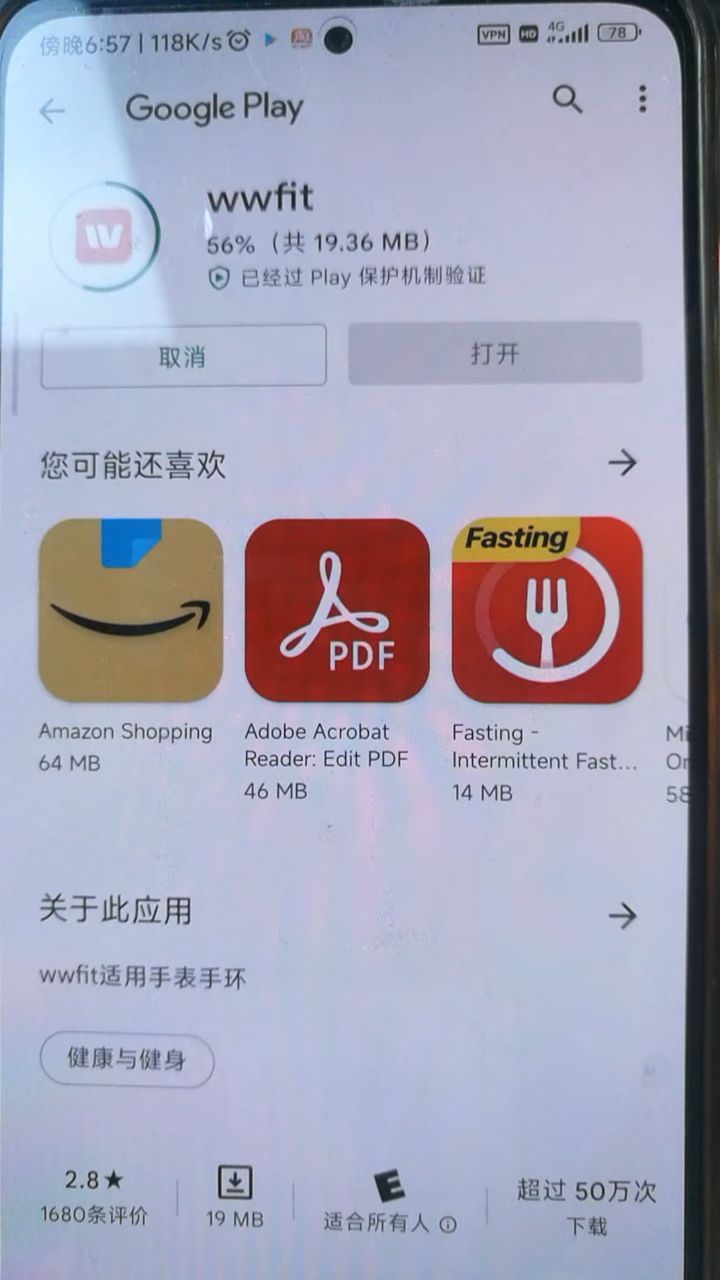 傍晚6:57 | 118K/s
淘
VPN
HD
4G
78
Google Play
W
wwfit
56%（共 19.36 MB）
已经过 Play 保护机制验证
取消
打开
您可能还喜欢
PDF
Fasting
Amazon Shopping
64 MB
Adobe Acrobat
Reader: Edit PDF
46 MB
Fasting -
Intermittent Fast...
14 MB
Mi
Or
58
关于此应用
wwfit适用手表手环
健康与健身
2.8★
1680条评价
19 MB
E
适合所有人
超过 50万次
下载